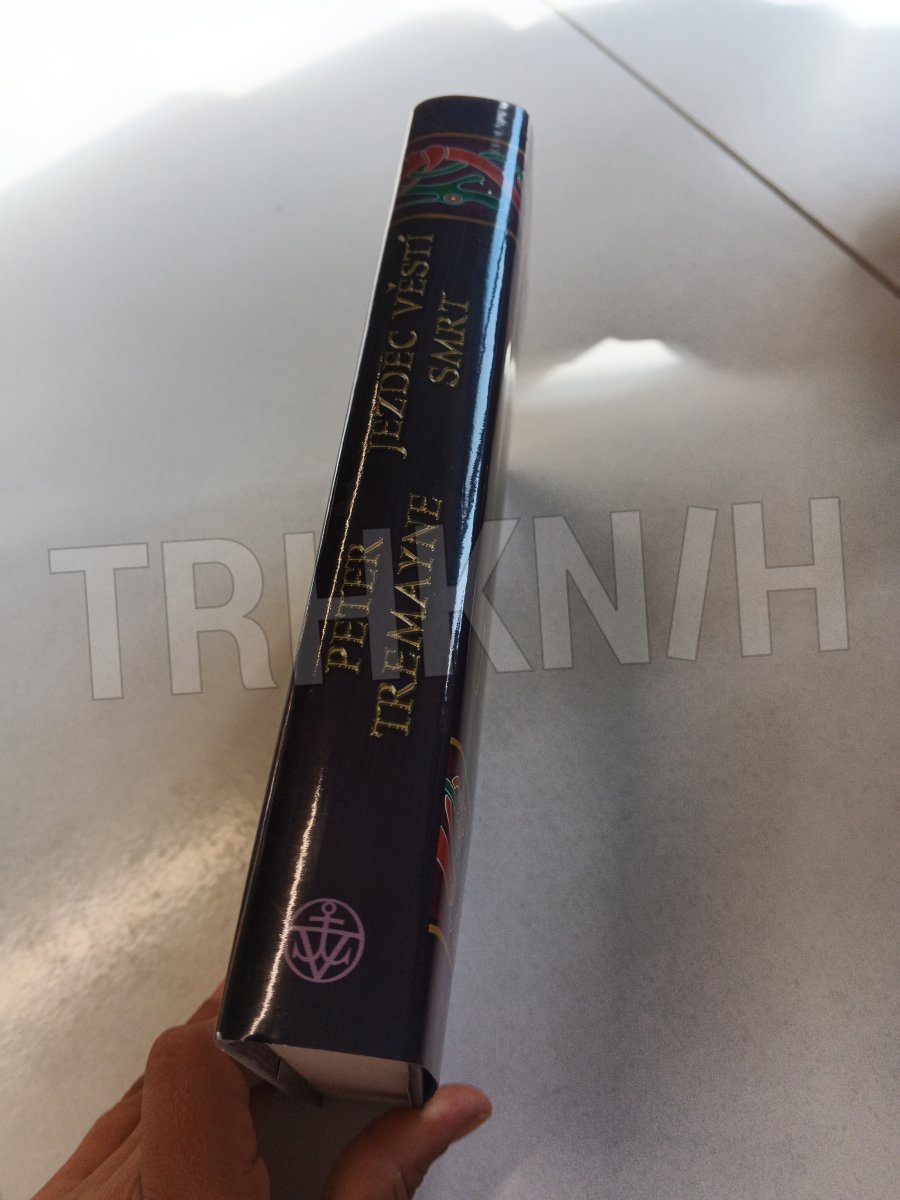 PETER
TREMAYNE
JEZDEC VĚSTÍ
SMRT
TRHKNIH